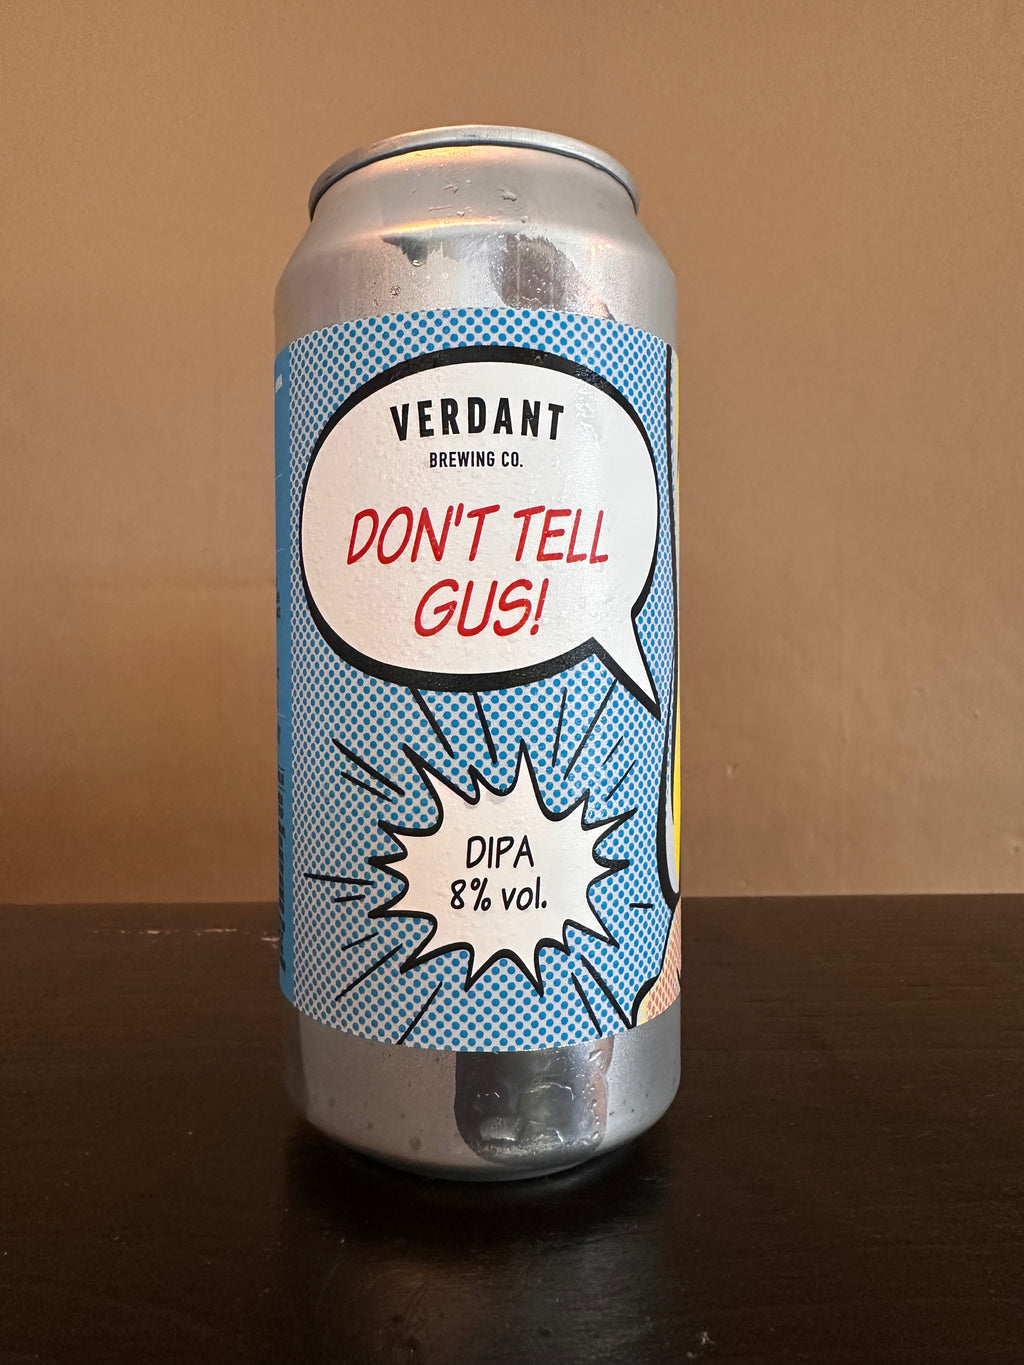 VERDANT
BREWING CO.
DON'T TELL
GUS!
DIPA
8% vol.